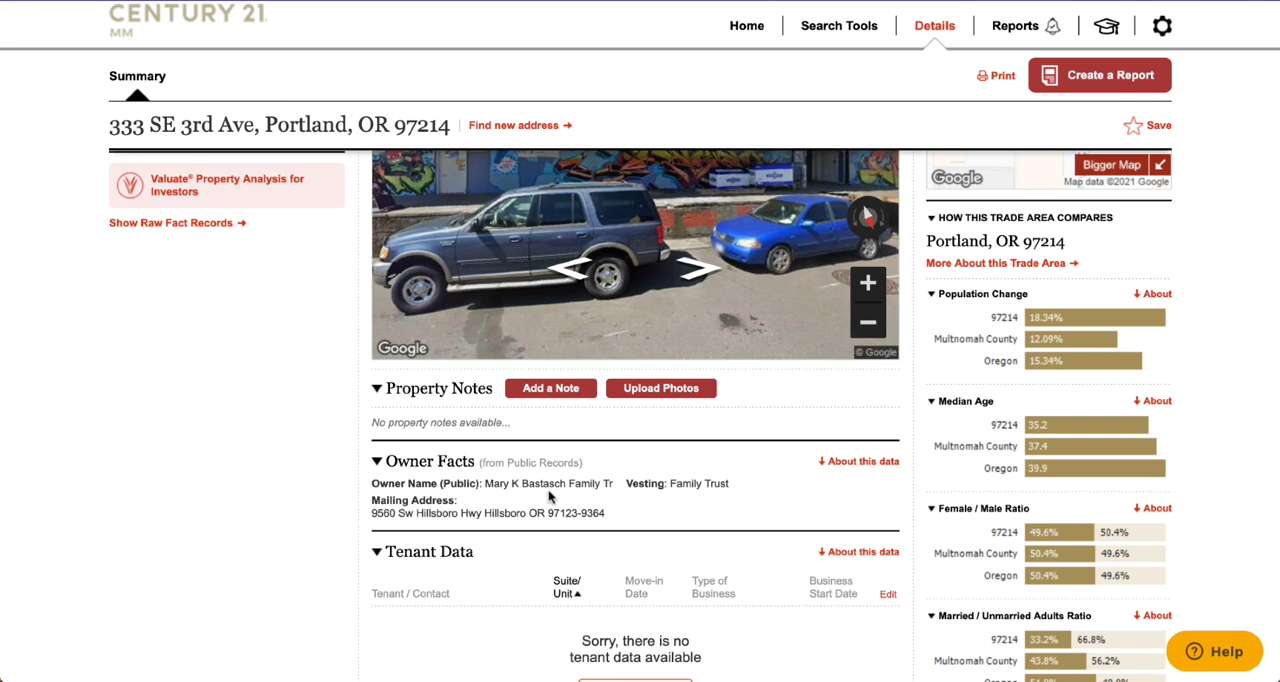 CENTURY 21.
MM
Home
Search Tools
Details
Reports
Summary
Print
Create a Report
333 SE 3rd Ave, Portland, OR 97214
Find new address →
Save
Valuate® Property Analysis for
Investors
Show Raw Fact Records →
Google
© Google
Property Notes
Add a Note
Upload Photos
No property notes available...
Owner Facts (from Public Records)
About this data
Owner Name (Public): Mary K Bastasch Family Tr Vesting: Family Trust
Mailing Address:
9560 Sw Hillsboro Hwy Hillsboro OR 97123-9364
Tenant Data
About this data
Tenant / Contact
Suite/
Unit
Move-in
Date
Type of
Business
Business
Start Date
Edit
Sorry, there is no
tenant data available
Google
Bigger Map
Map data ©2021 Google
HOW THIS TRADE AREA COMPARES
Portland, OR 97214
More About this Trade Area →
Population Change
About
97214 18.34%
Multnomah County 12.09%
Oregon 15.34%
Median Age
About
97214 35.2
Multnomah County 37.4
Oregon 39.9
Female / Male Ratio
About
97214 49.6% 50.4%
Multnomah County 50.4% 49.6%
Oregon 50.4% 49.6%
Married / Unmarried Adults Ratio
About
97214 33.2% 66.8%
Multnomah County 43.8% 56.2%
Oregon
Help